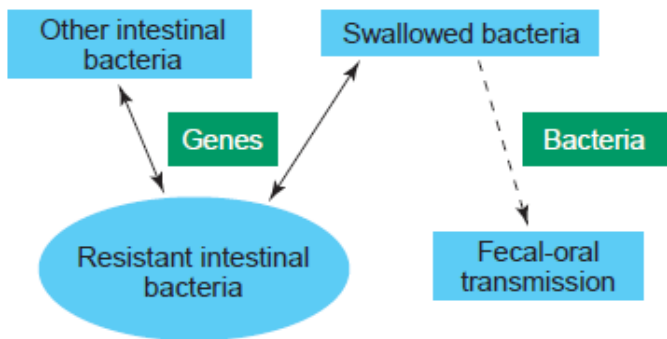 Other intestinal
bacteria
Swallowed bacteria
Genes
Bacteria
Resistant intestinal
bacteria
Fecal-oral
transmission